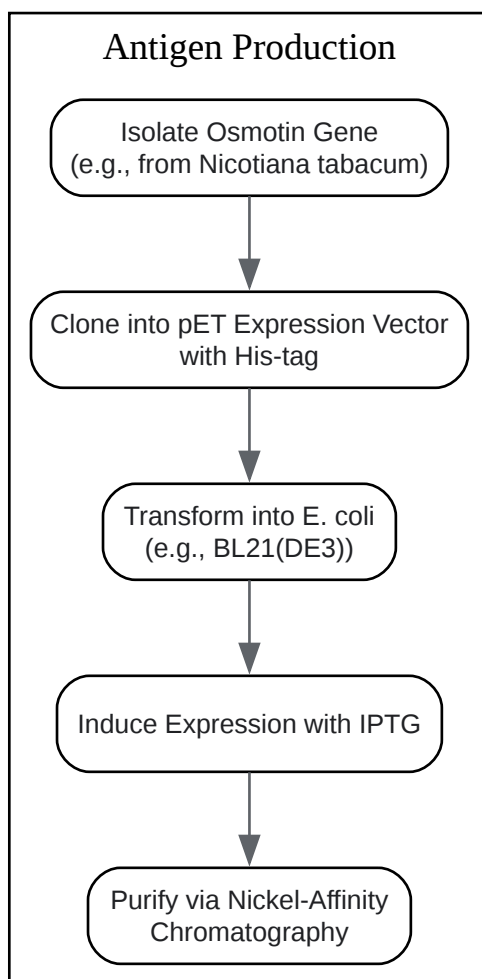 Antigen Production
Isolate Osmotin Gene
(e.g., from Nicotiana tabacum)
Clone into pET Expression Vector
with His-tag
Transform into E. coli
(e.g., BL21(DE3))
Induce Expression with IPTG
Purify via Nickel-Affinity
Chromatography